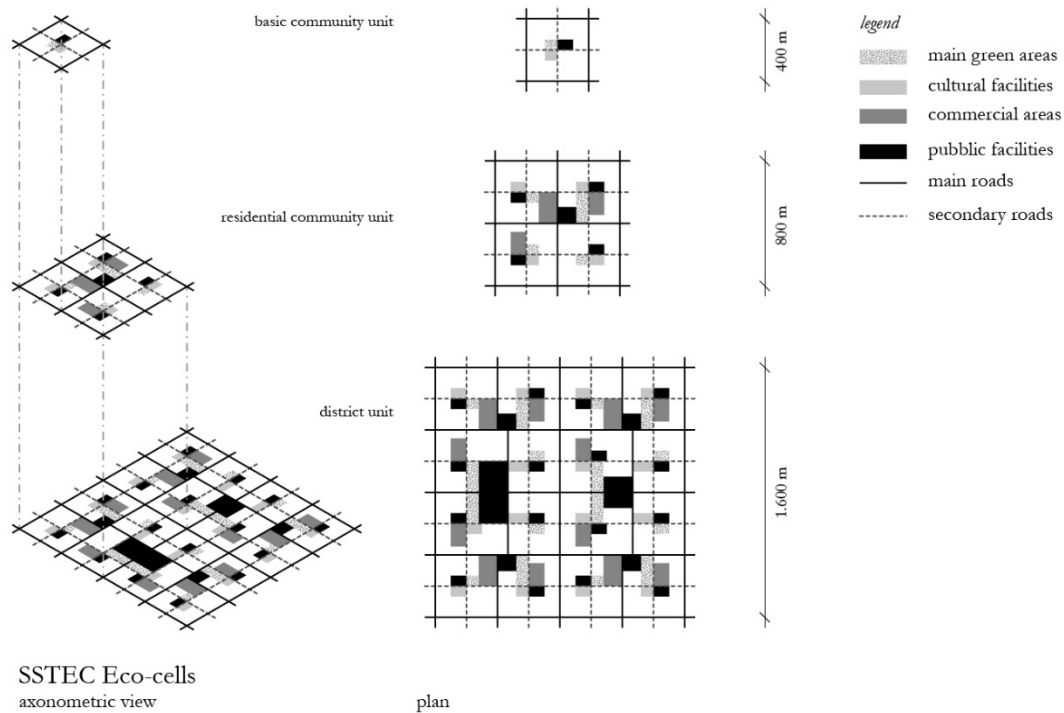 basic community unit
400 m
legend
main green areas
cultural facilities
commercial areas
pubblic facilities
main roads
secondary roads
residential community unit
800 m
district unit
1.600 m
SSTEC Eco-cells
axonometric view
plan